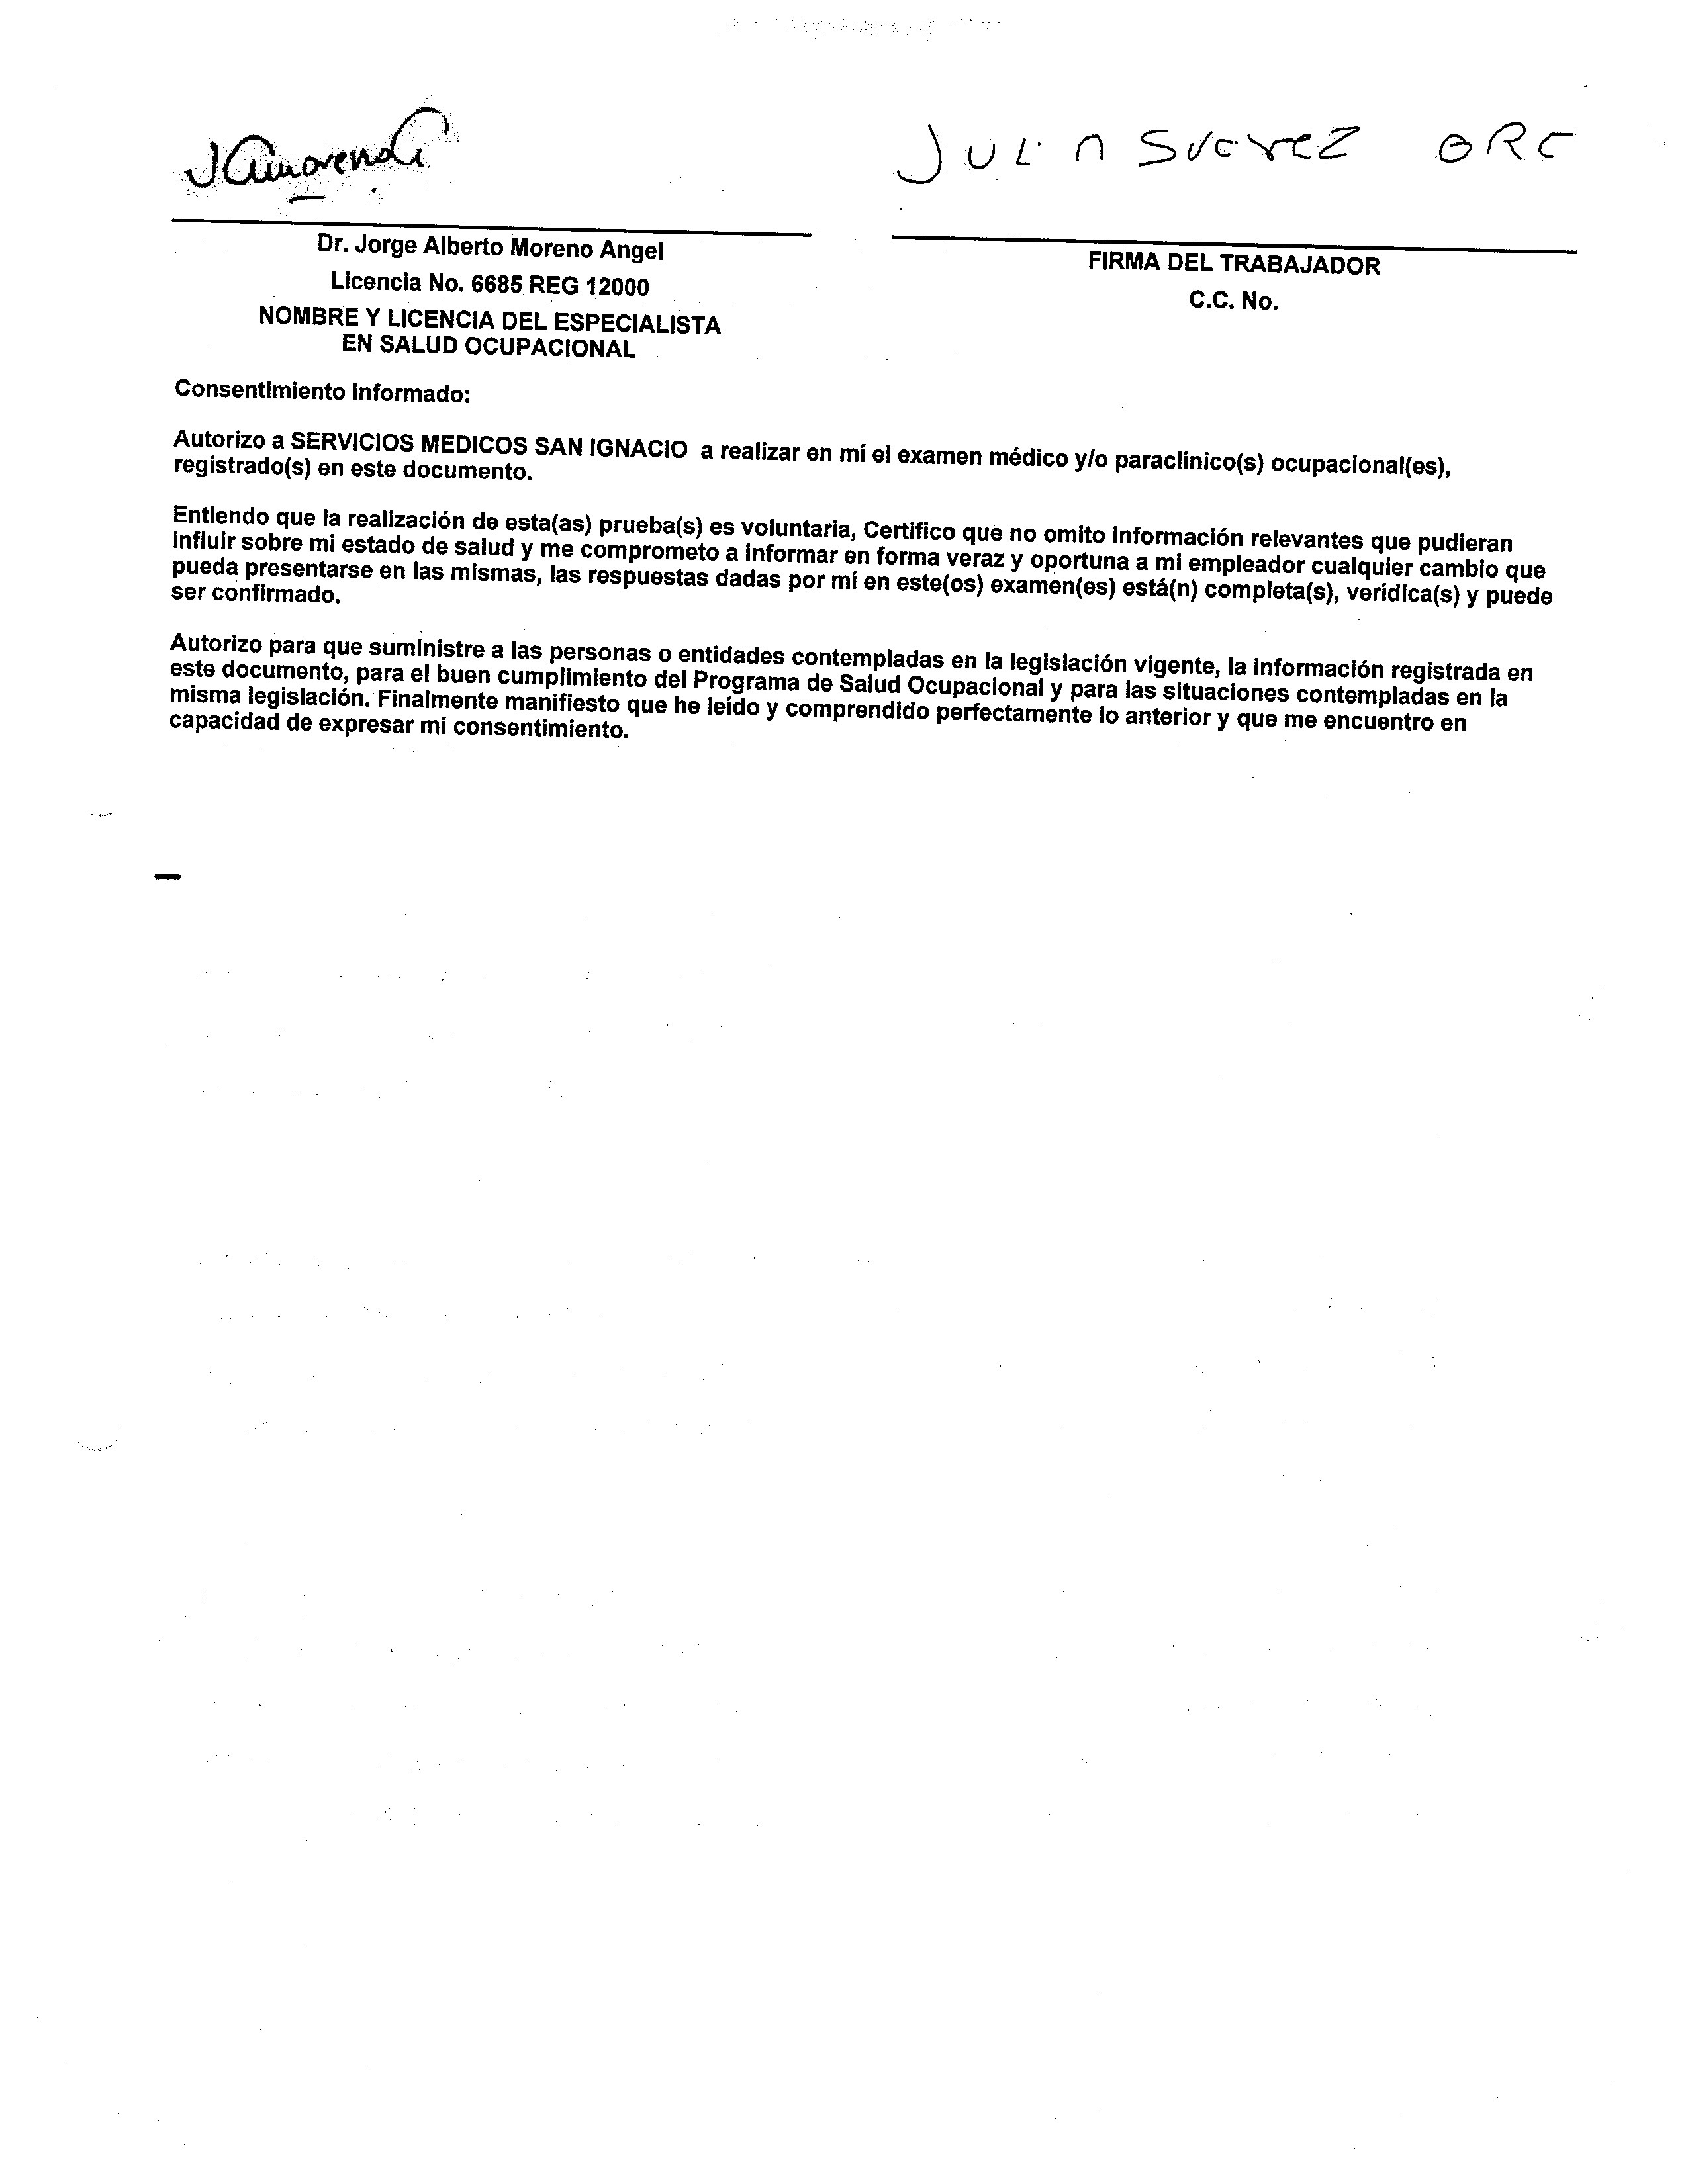 JAmorenoA
JULIAN SUAREZ ORC
Dr. Jorge Alberto Moreno Angel
Licencia No. 6685 REG 12000
NOMBRE Y LICENCIA DEL ESPECIALISTA
EN SALUD OCUPACIONAL
FIRMA DEL TRABAJADOR
C.C. No.
Consentimiento informado:
Autorizo a SERVICIOS MEDICOS SAN IGNACIO a realizar en mí el examen médico y/o paraclínico(s) ocupacional(es),
registrado(s) en este documento.
Entiendo que la realización de esta(as) prueba(s) es voluntaria, Certifico que no omito información relevantes que pudieran
influir sobre mi estado de salud y me comprometo a informar en forma veraz y oportuna a mi empleador cualquier cambio que
pueda presentarse en las mismas, las respuestas dadas por mí en este(os) examen(es) está(n) completa(s), verídica(s) y puede
ser confirmado.
Autorizo para que suministre a las personas o entidades contempladas en la legislación vigente, la información registrada en
este documento, para el buen cumplimiento del Programa de Salud Ocupacional y para las situaciones contempladas en la
misma legislación. Finalmente manifiesto que he leído y comprendido perfectamente lo anterior y que me encuentro en
capacidad de expresar mi consentimiento.